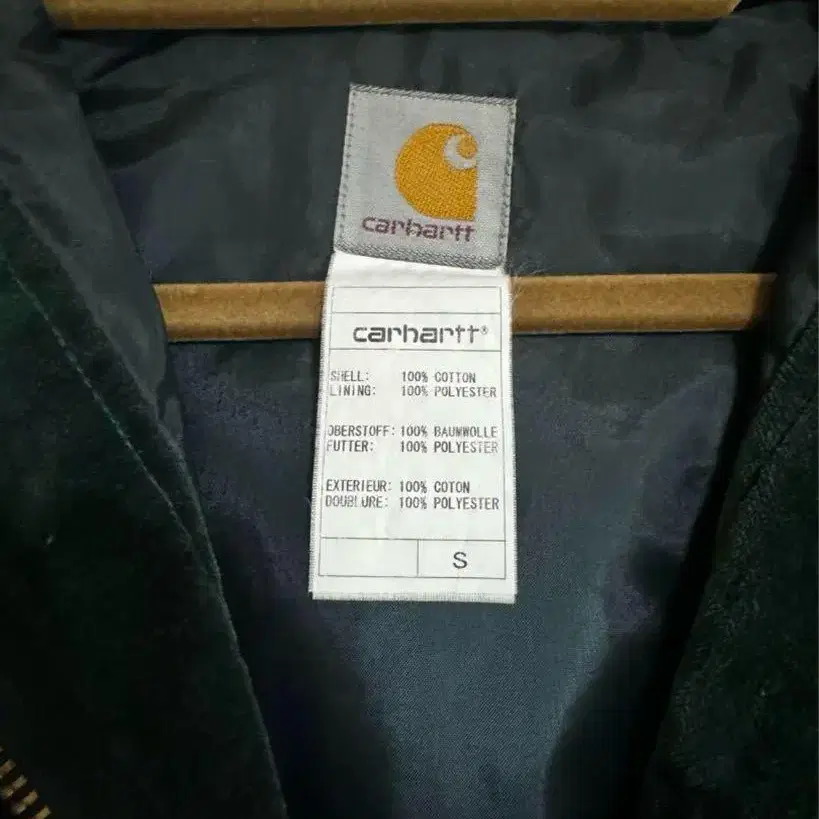 carhartt
carhartt®
SHELL: 100% COTTON
LINING: 100% POLYESTER
OBERSTOFF: 100% BAUMWOLLE
FUTTER: 100% POLYESTER
EXTERIEUR: 100% COTON
DOUBLURE: 100% POLYESTER
S